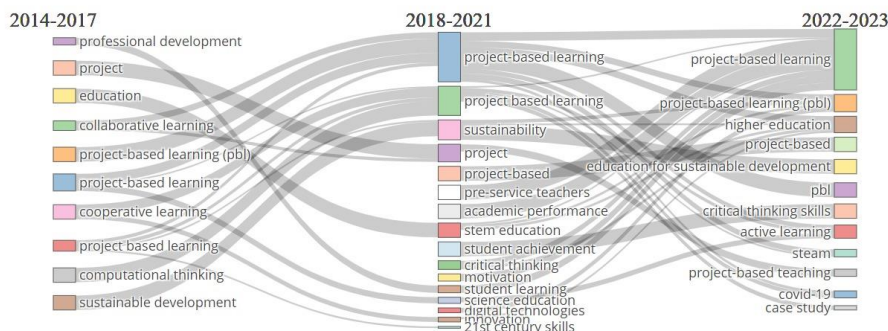 2014-2017
professional development
project
education
collaborative learning
project-based learning (pbl)
project-based learning
cooperative learning
project based learning
computational thinking
sustainable development
2018-2021
project-based learning
project based learning
sustainability
project
project-based
pre-service teachers
academic performance
stem education
student achievement
critical thinking
motivation
student learning
science education
digital technologies
innovation
21st century skills
2022-2023
project-based learning
project-based learning (pbl)
higher education
project-based
education for sustainable development
pbl
critical thinking skills
active learning
steam
project-based teaching
covid-19
case study